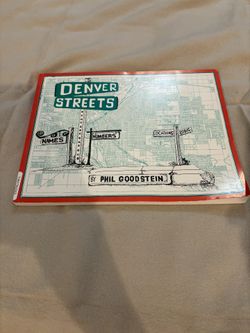 DENVER
STREETS
NAMES
NUMBERS
LOCATIONS
LOGIC
BY PHIL GOODSTEIN